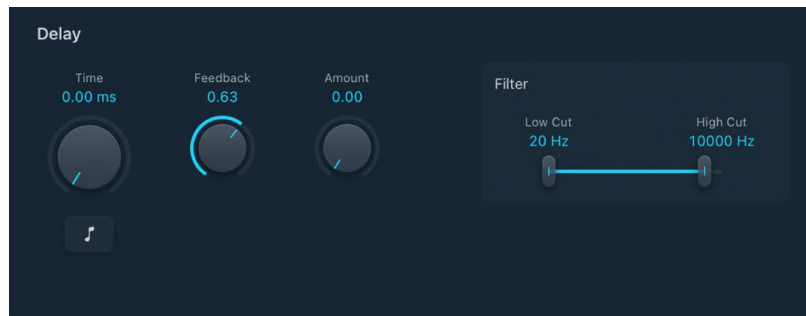 Delay
Time
0.00 ms
Feedback
0.63
Amount
0.00
Filter
Low Cut
20 Hz
High Cut
10000 Hz